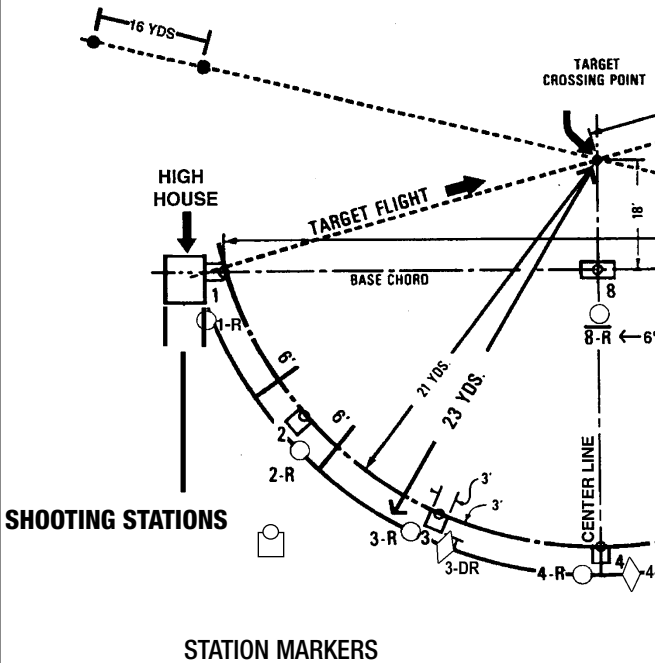 16 YDS
TARGET
CROSSING POINT
HIGH
HOUSE
TARGET FLIGHT
18'
1
BASE CHORD
8
1-R
8-R
6'
21 YDS.
23 YDS.
6'
2
6'
2-R
CENTER LINE
3'
3'
SHOOTING STATIONS
3-R
3
3-DR
4-R
4
4
STATION MARKERS